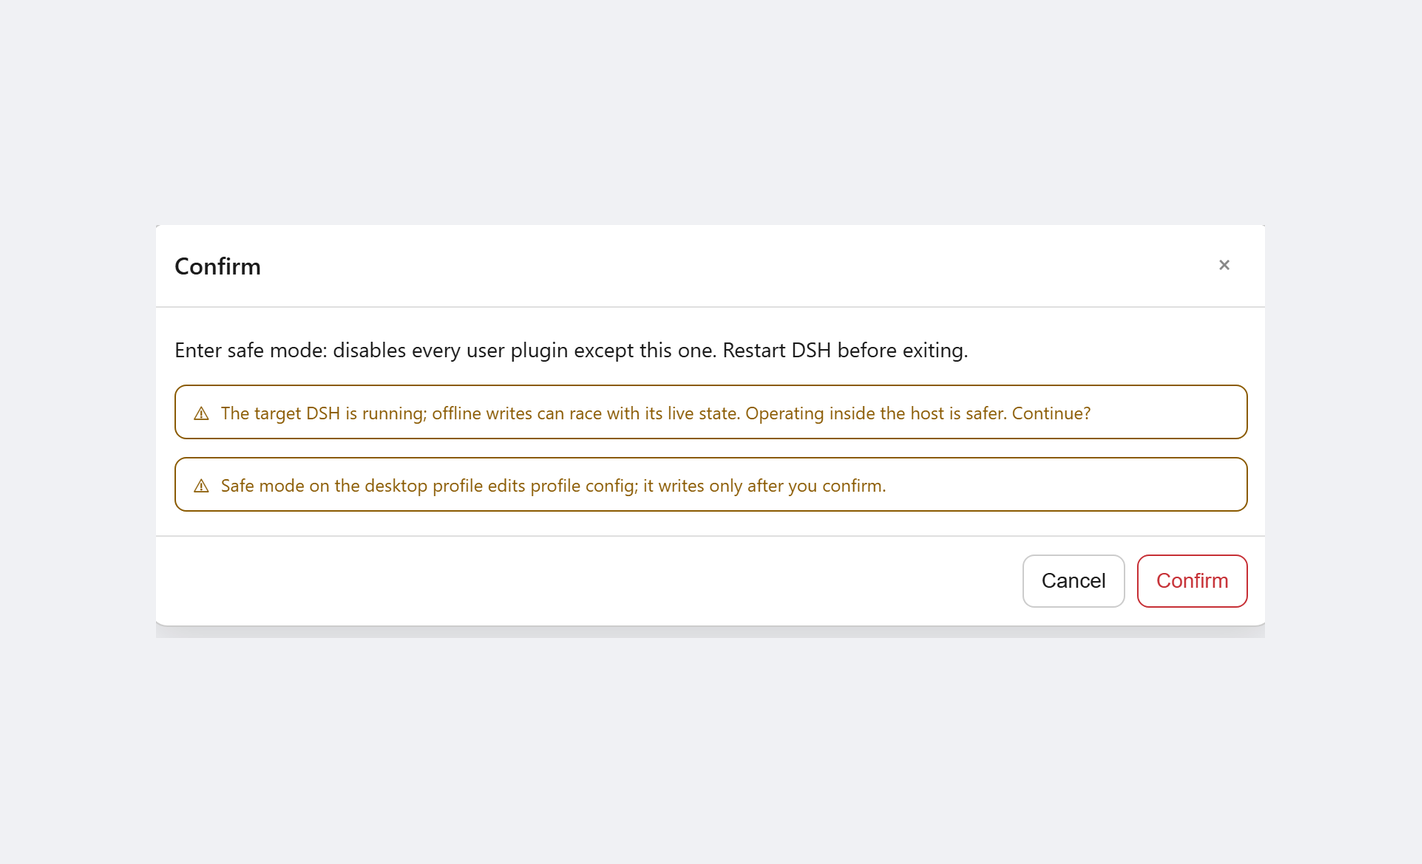 Confirm
×
Enter safe mode: disables every user plugin except this one. Restart DSH before exiting.
⚠ The target DSH is running; offline writes can race with its live state. Operating inside the host is safer. Continue?
⚠ Safe mode on the desktop profile edits profile config; it writes only after you confirm.
Cancel Confirm